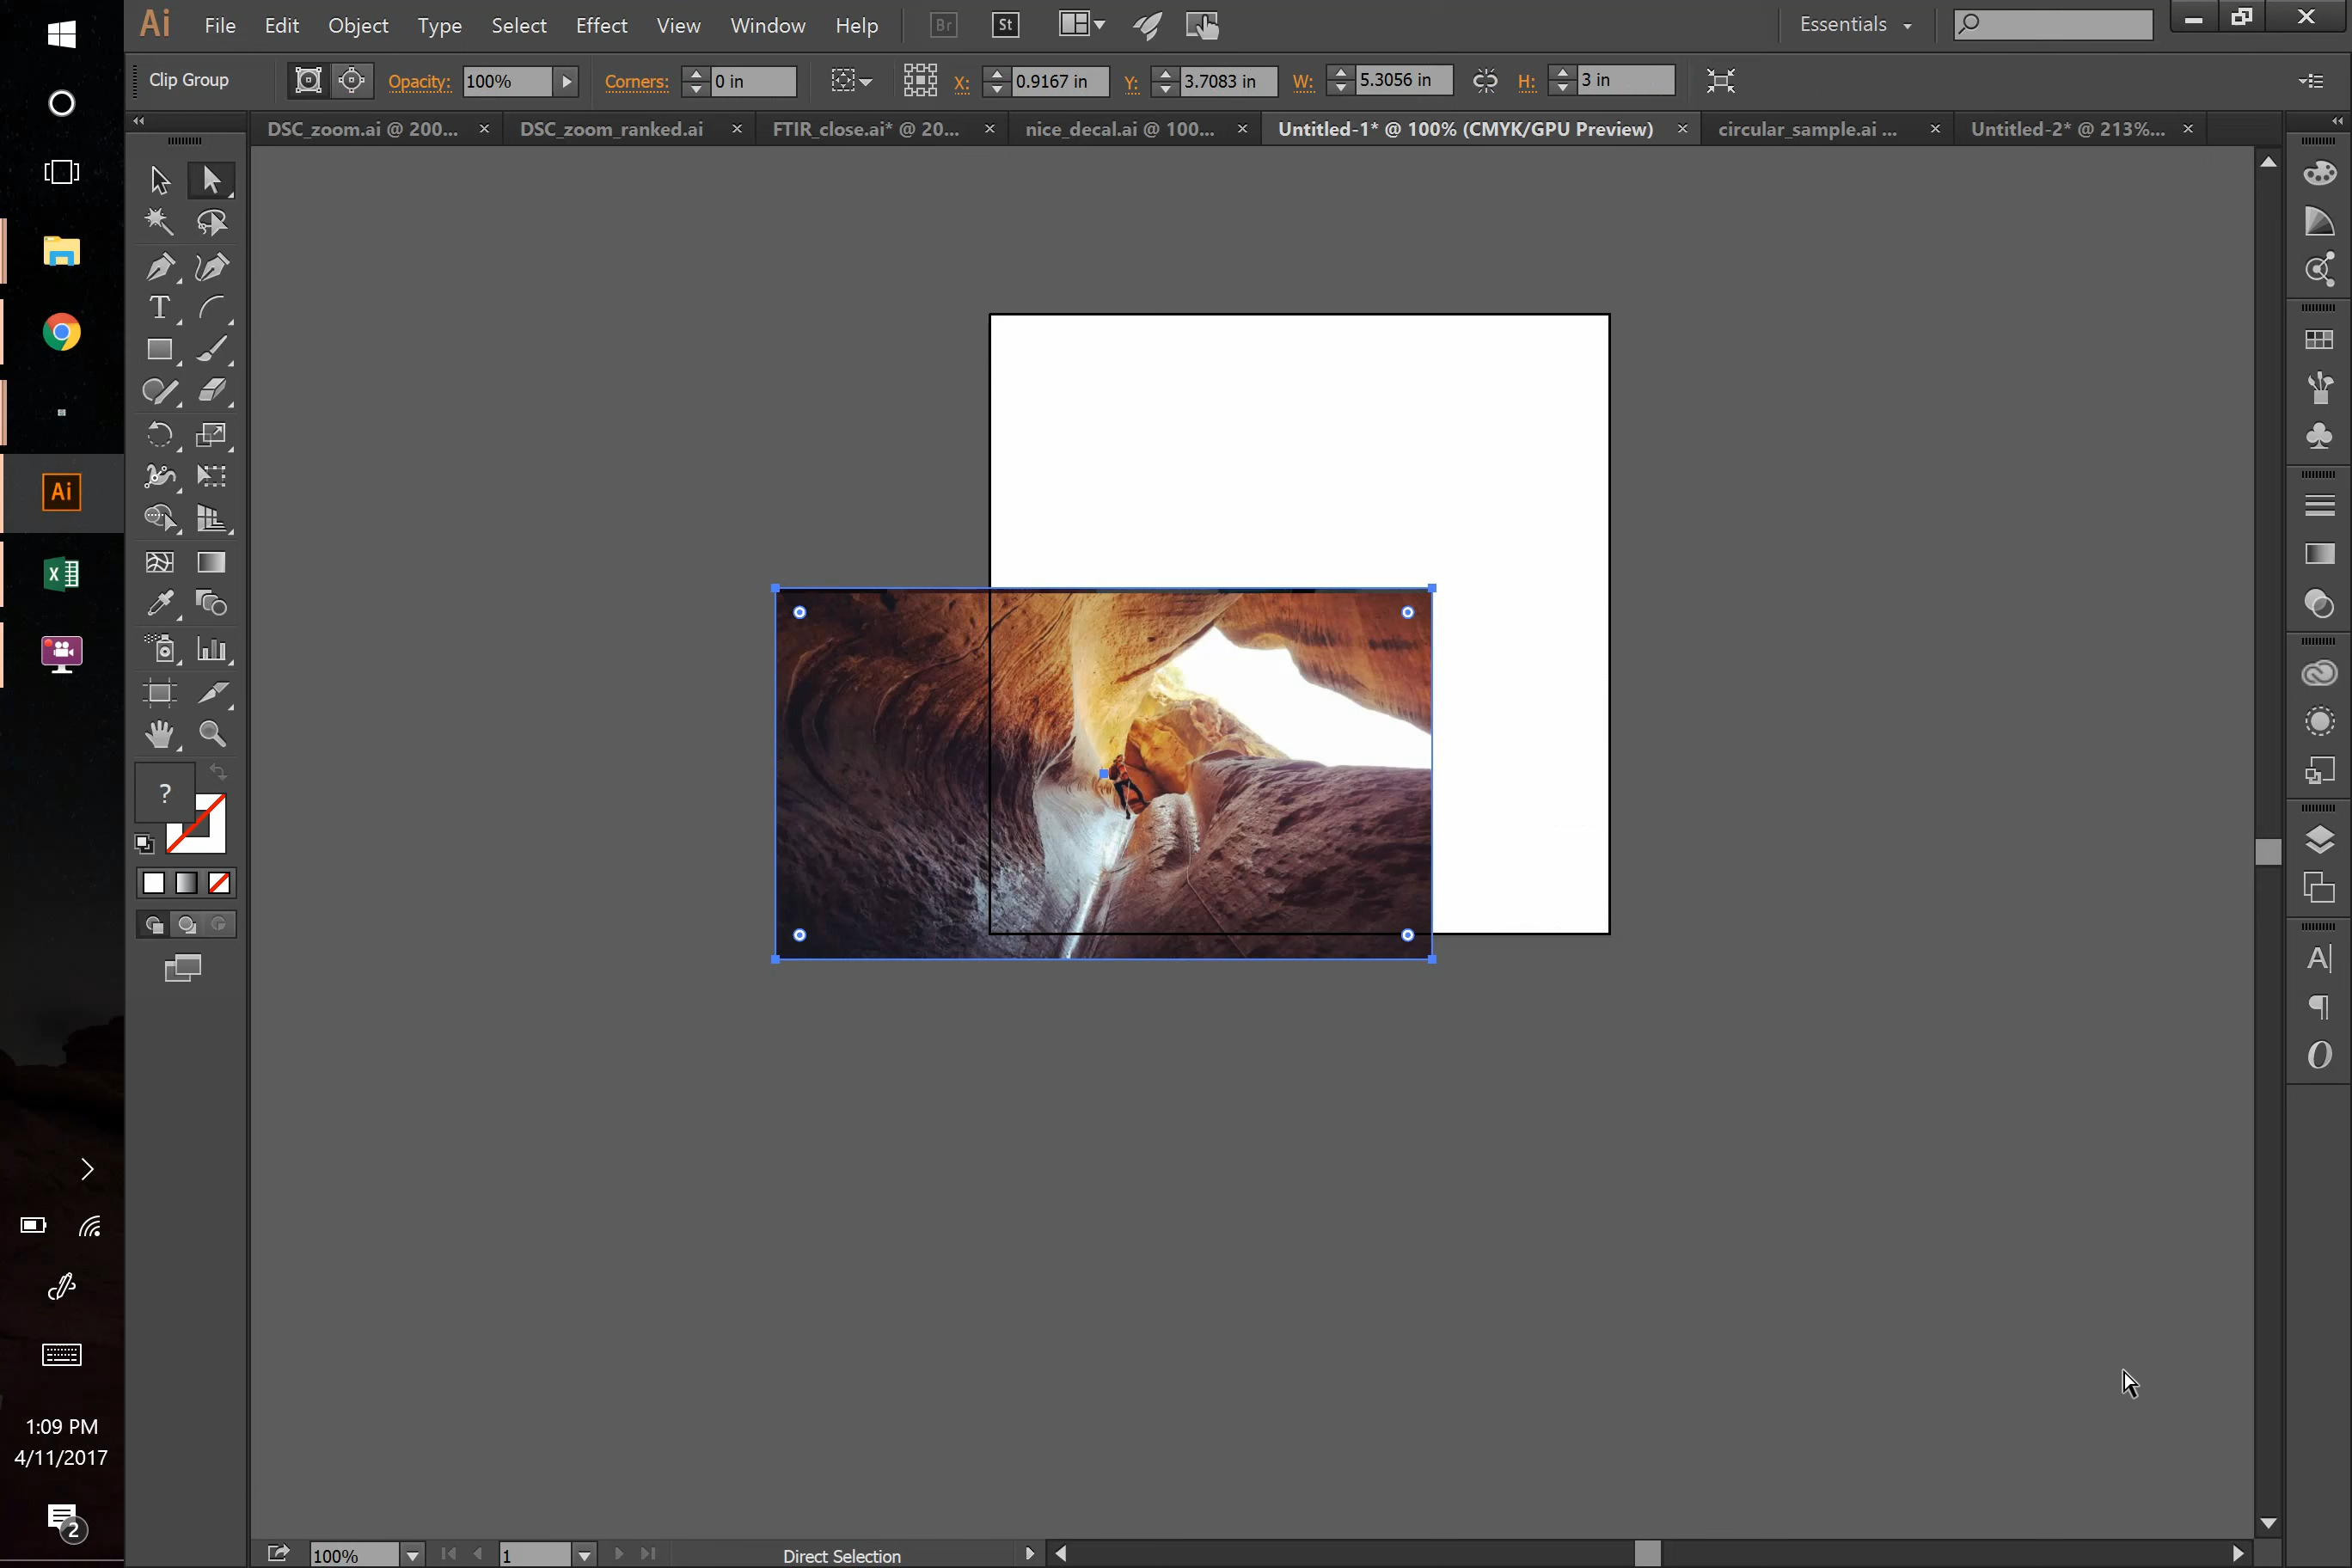 Ai File Edit Object Type Select Effect View Window Help Br St Essentials
Clip Group Opacity: 100% Corners: 0 in X: 0.9167 in Y: 3.7083 in W: 5.3056 in H: 3 in
DSC_zoom.ai @ 200... × DSC_zoom_ranked.ai × FTIR_close.ai* @ 20... × nice_decal.ai @ 100... × Untitled-1* @ 100% (CMYK/GPU Preview) × circular_sample.ai ... × Untitled-2* @ 213%... ×
T
Ai
X
?
A
O
1:09 PM
4/11/2017
2
100% 1 Direct Selection